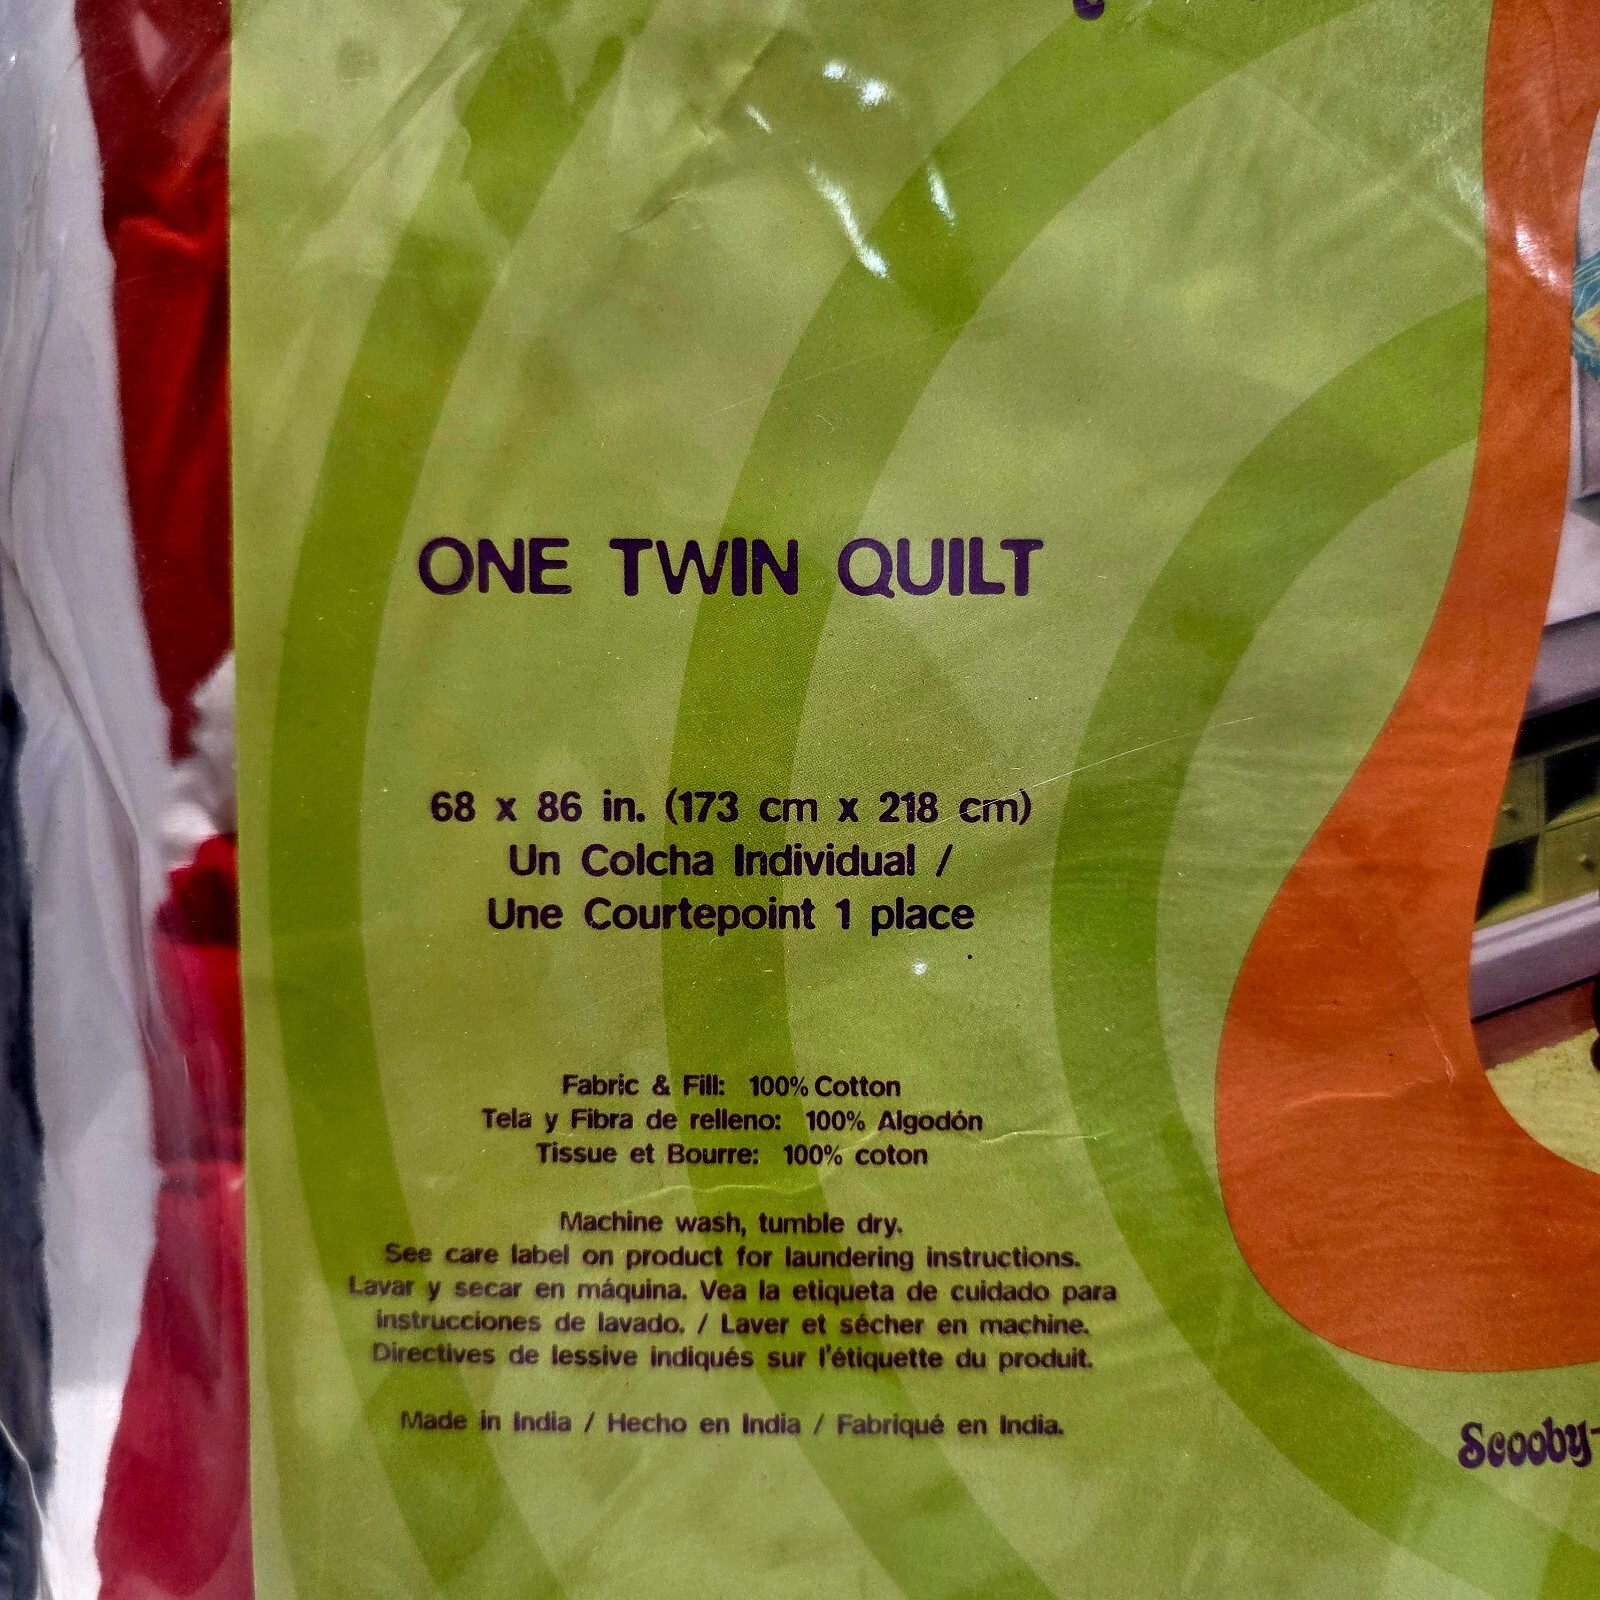 ONE TWIN QUILT
68 x 86 in. (173 cm x 218 cm)
Un Colcha Individual /
Une Courtepoint 1 place
Fabric & Fill: 100% Cotton
Tela y Fibra de relleno: 100% Algodón
Tissue et Bourre: 100% coton
Machine wash, tumble dry.
See care label on product for laundering instructions.
Lavar y secar en máquina. Vea la etiqueta de cuidado para
instrucciones de lavado. / Laver et sécher en machine.
Directives de lessive indiqués sur l'étiquette du produit.
Made in India / Hecho en India / Fabriqué en India.
Scooby-